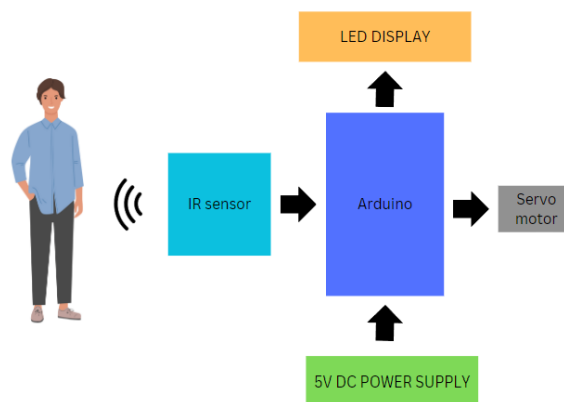 LED DISPLAY
IR sensor
Arduino
Servo
motor
5V DC POWER SUPPLY